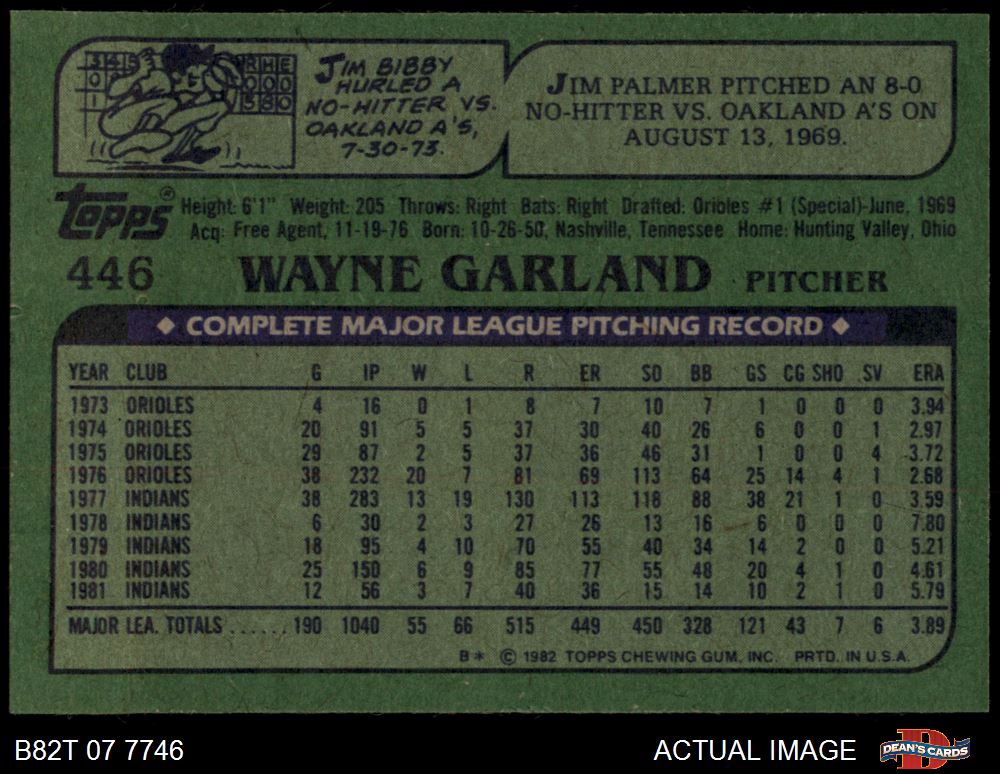 3 4 5
0
1
R H E
0 0 0
1 5 8 0
JIM BIBBY
HURLED A
NO-HITTER VS.
OAKLAND A'S,
7-30-73.
JIM PALMER PITCHED AN 8-0
NO-HITTER VS. OAKLAND A'S ON
AUGUST 13, 1969.
Topps®
Height: 6'1" Weight: 205 Throws: Right Bats: Right Drafted: Orioles #1 (Special)-June, 1969
Acq: Free Agent, 11-19-76 Born: 10-26-50, Nashville, Tennessee Home: Hunting Valley, Ohio
446 WAYNE GARLAND PITCHER
◆ COMPLETE MAJOR LEAGUE PITCHING RECORD ◆
YEAR CLUB G IP W L R ER SO BB GS CG SHO SV ERA
1973 ORIOLES 4 16 0 1 8 7 10 7 1 0 0 0 3.94
1974 ORIOLES 20 91 5 5 37 30 40 26 6 0 0 1 2.97
1975 ORIOLES 29 87 2 5 37 36 46 31 1 0 0 4 3.72
1976 ORIOLES 38 232 20 7 81 69 113 64 25 14 4 1 2.68
1977 INDIANS 38 283 13 19 130 113 118 88 38 21 1 0 3.59
1978 INDIANS 6 30 2 3 27 26 13 16 6 0 0 0 7.80
1979 INDIANS 18 95 4 10 70 55 40 34 14 2 0 0 5.21
1980 INDIANS 25 150 6 9 85 77 55 48 20 4 1 0 4.61
1981 INDIANS 12 56 3 7 40 36 15 14 10 2 1 0 5.79
MAJOR LEA. TOTALS ...... 190 1040 55 66 515 449 450 328 121 43 7 6 3.89
B* © 1982 TOPPS CHEWING GUM, INC. PRTD. IN U.S.A.
B82T 07 7746
ACTUAL IMAGE
DEAN'S CARDS